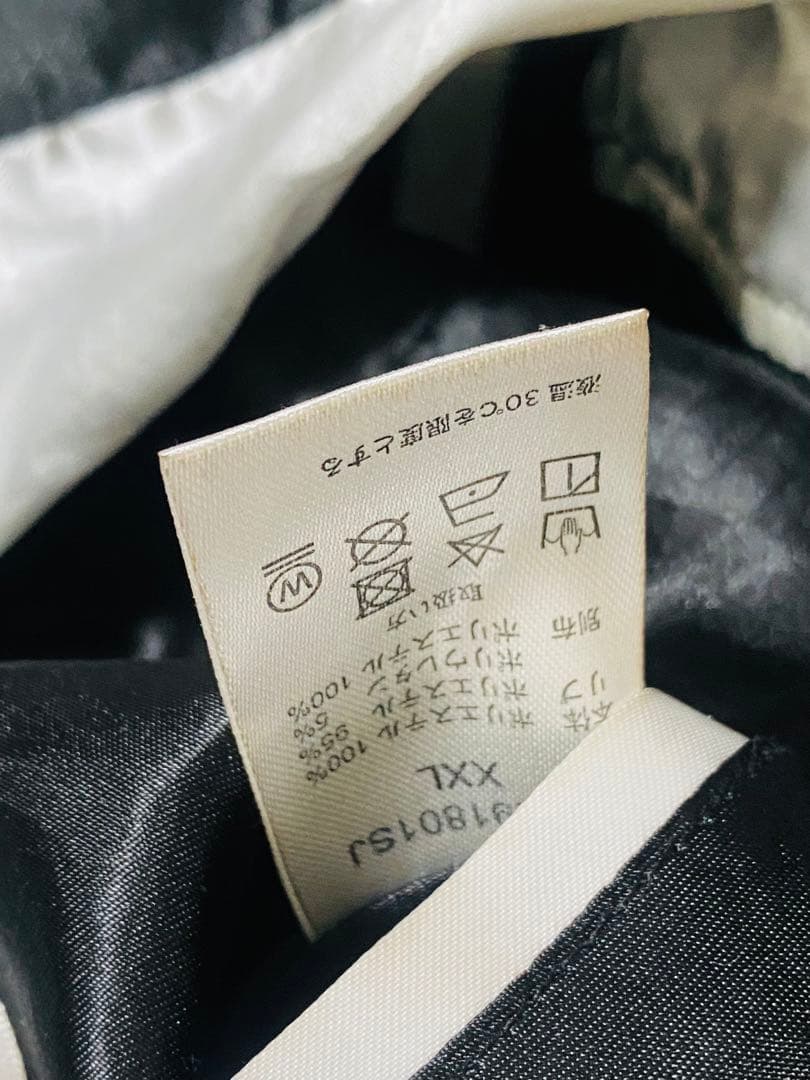 91801SJ
XXL
本体 ポリエステル 100%
リブ ポリエステル 95%
ポリウレタン 5%
別布 ポリエステル 100%
取扱い方
W
液温 30℃を限度とする